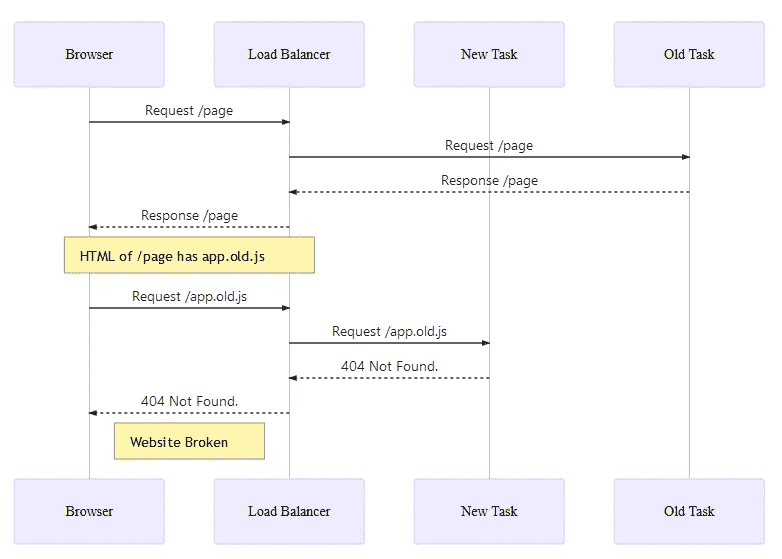 Browser
Load Balancer
New Task
Old Task
Request /page
Request /page
Response /page
Response /page
HTML of /page has app.old.js
Request /app.old.js
Request /app.old.js
404 Not Found.
404 Not Found.
Website Broken
Browser
Load Balancer
New Task
Old Task